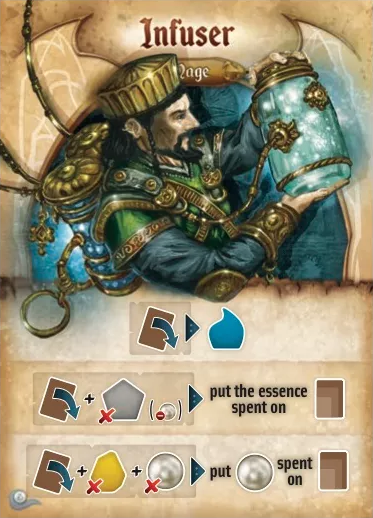 Infuser
Mage
put the essence
spent on
put
spent
on